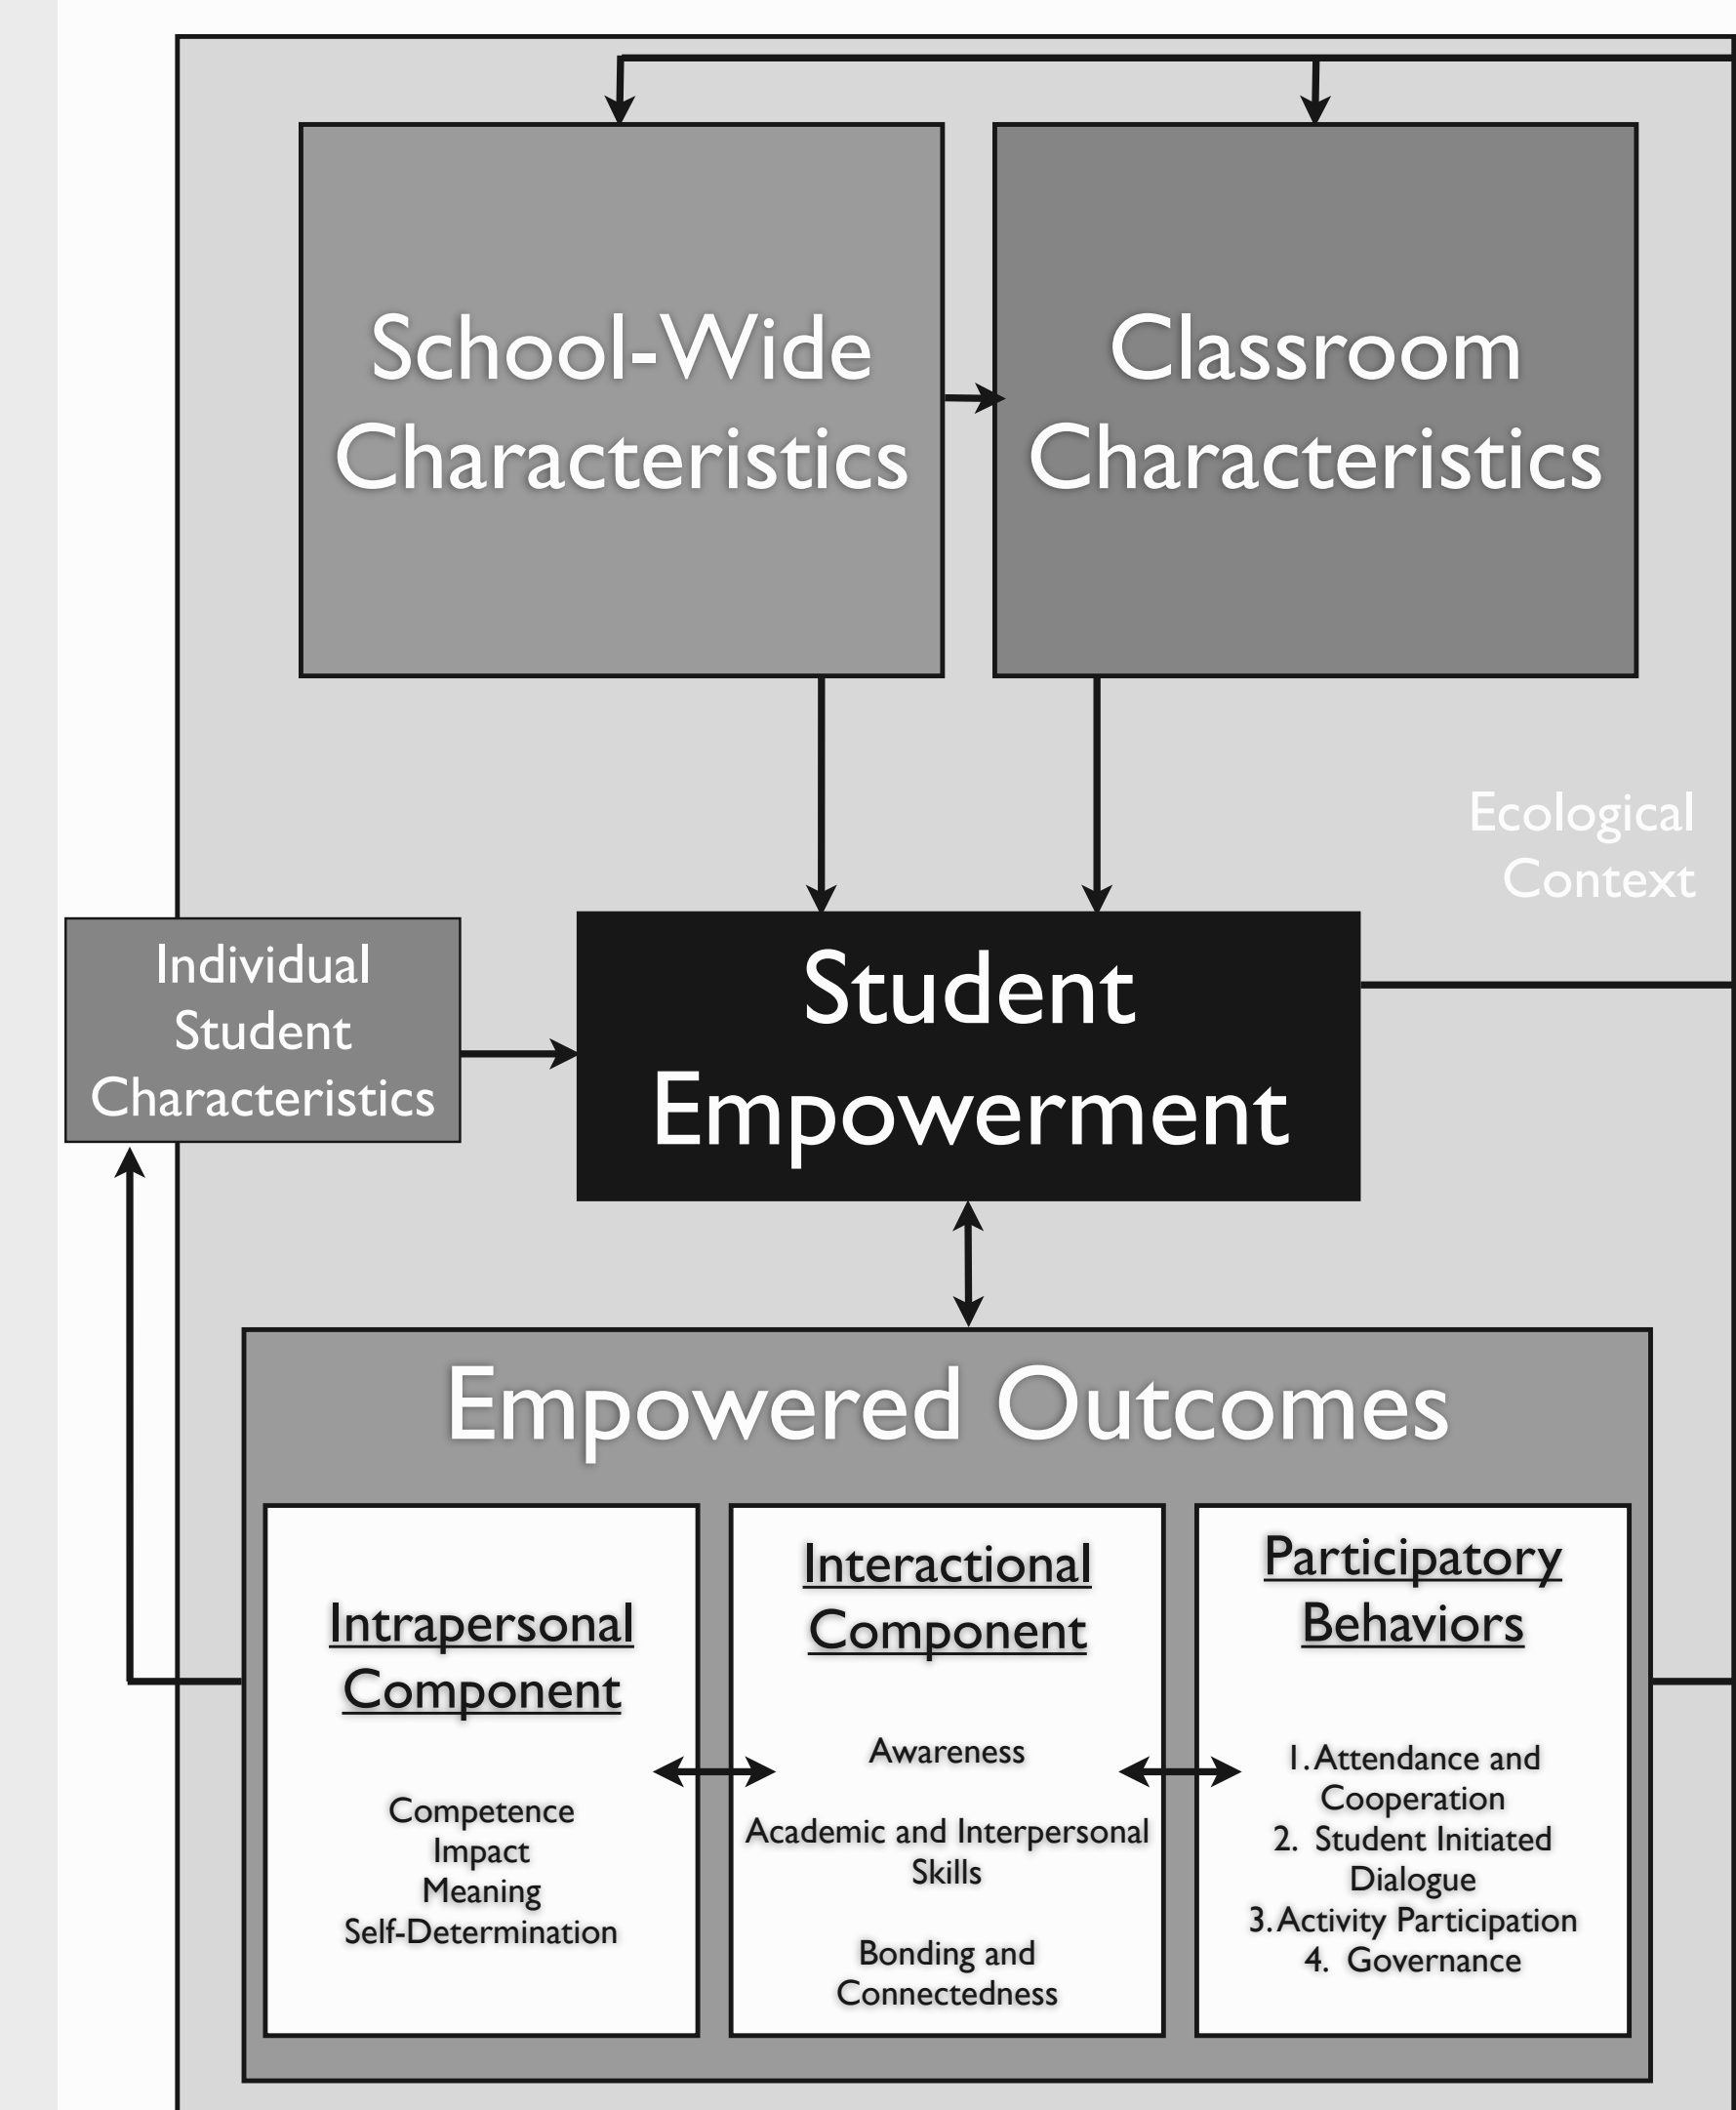 School-Wide
Characteristics
Classroom
Characteristics
Ecological
Context
Individual
Student
Characteristics
Student
Empowerment
Empowered Outcomes
Intrapersonal
Component
Competence
Impact
Meaning
Self-Determination
Interactional
Component
Awareness
Academic and Interpersonal
Skills
Bonding and
Connectedness
Participatory
Behaviors
1. Attendance and
Cooperation
2. Student Initiated
Dialogue
3. Activity Participation
4. Governance